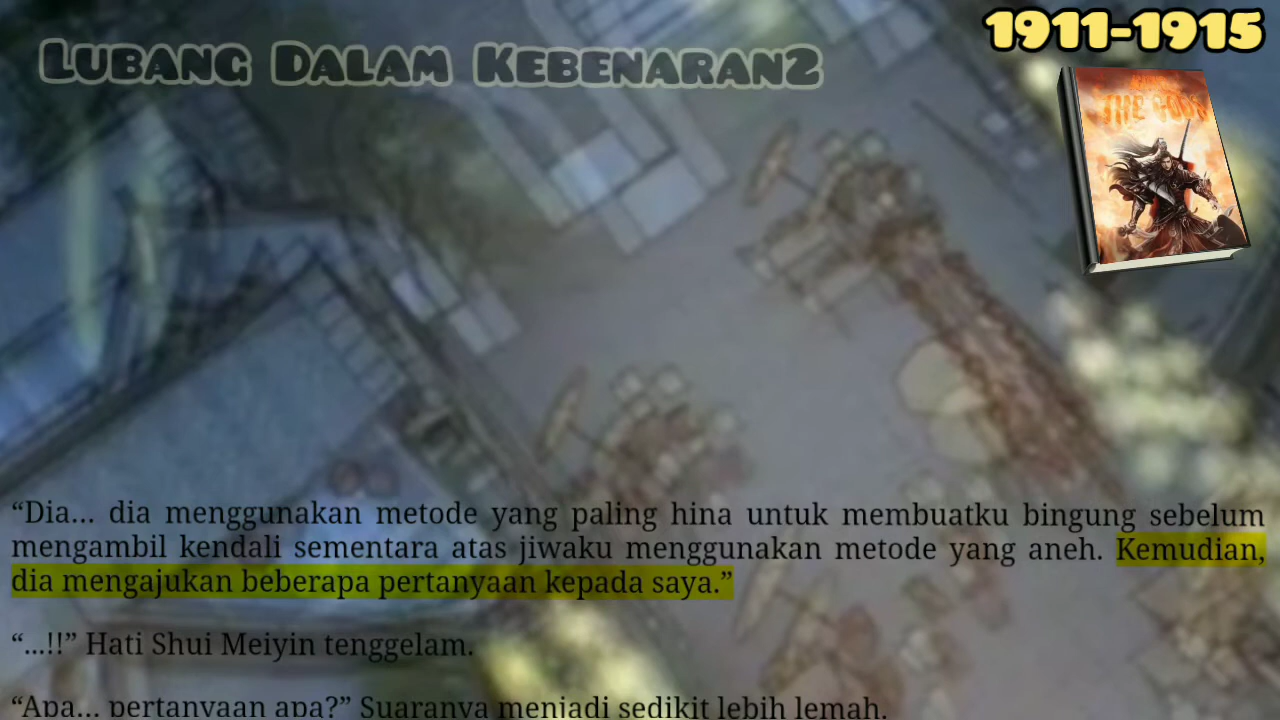 1911-1915
Lubang Dalam Kebenaran2
THE GODS
“Dia... dia menggunakan metode yang paling hina untuk membuatku bingung sebelum
mengambil kendali sementara atas jiwaku menggunakan metode yang aneh. Kemudian,
dia mengajukan beberapa pertanyaan kepada saya.”
“...!!” Hati Shui Meiyin tenggelam.
“Apa... pertanyaan apa?” Suaranya menjadi sedikit lebih lemah.